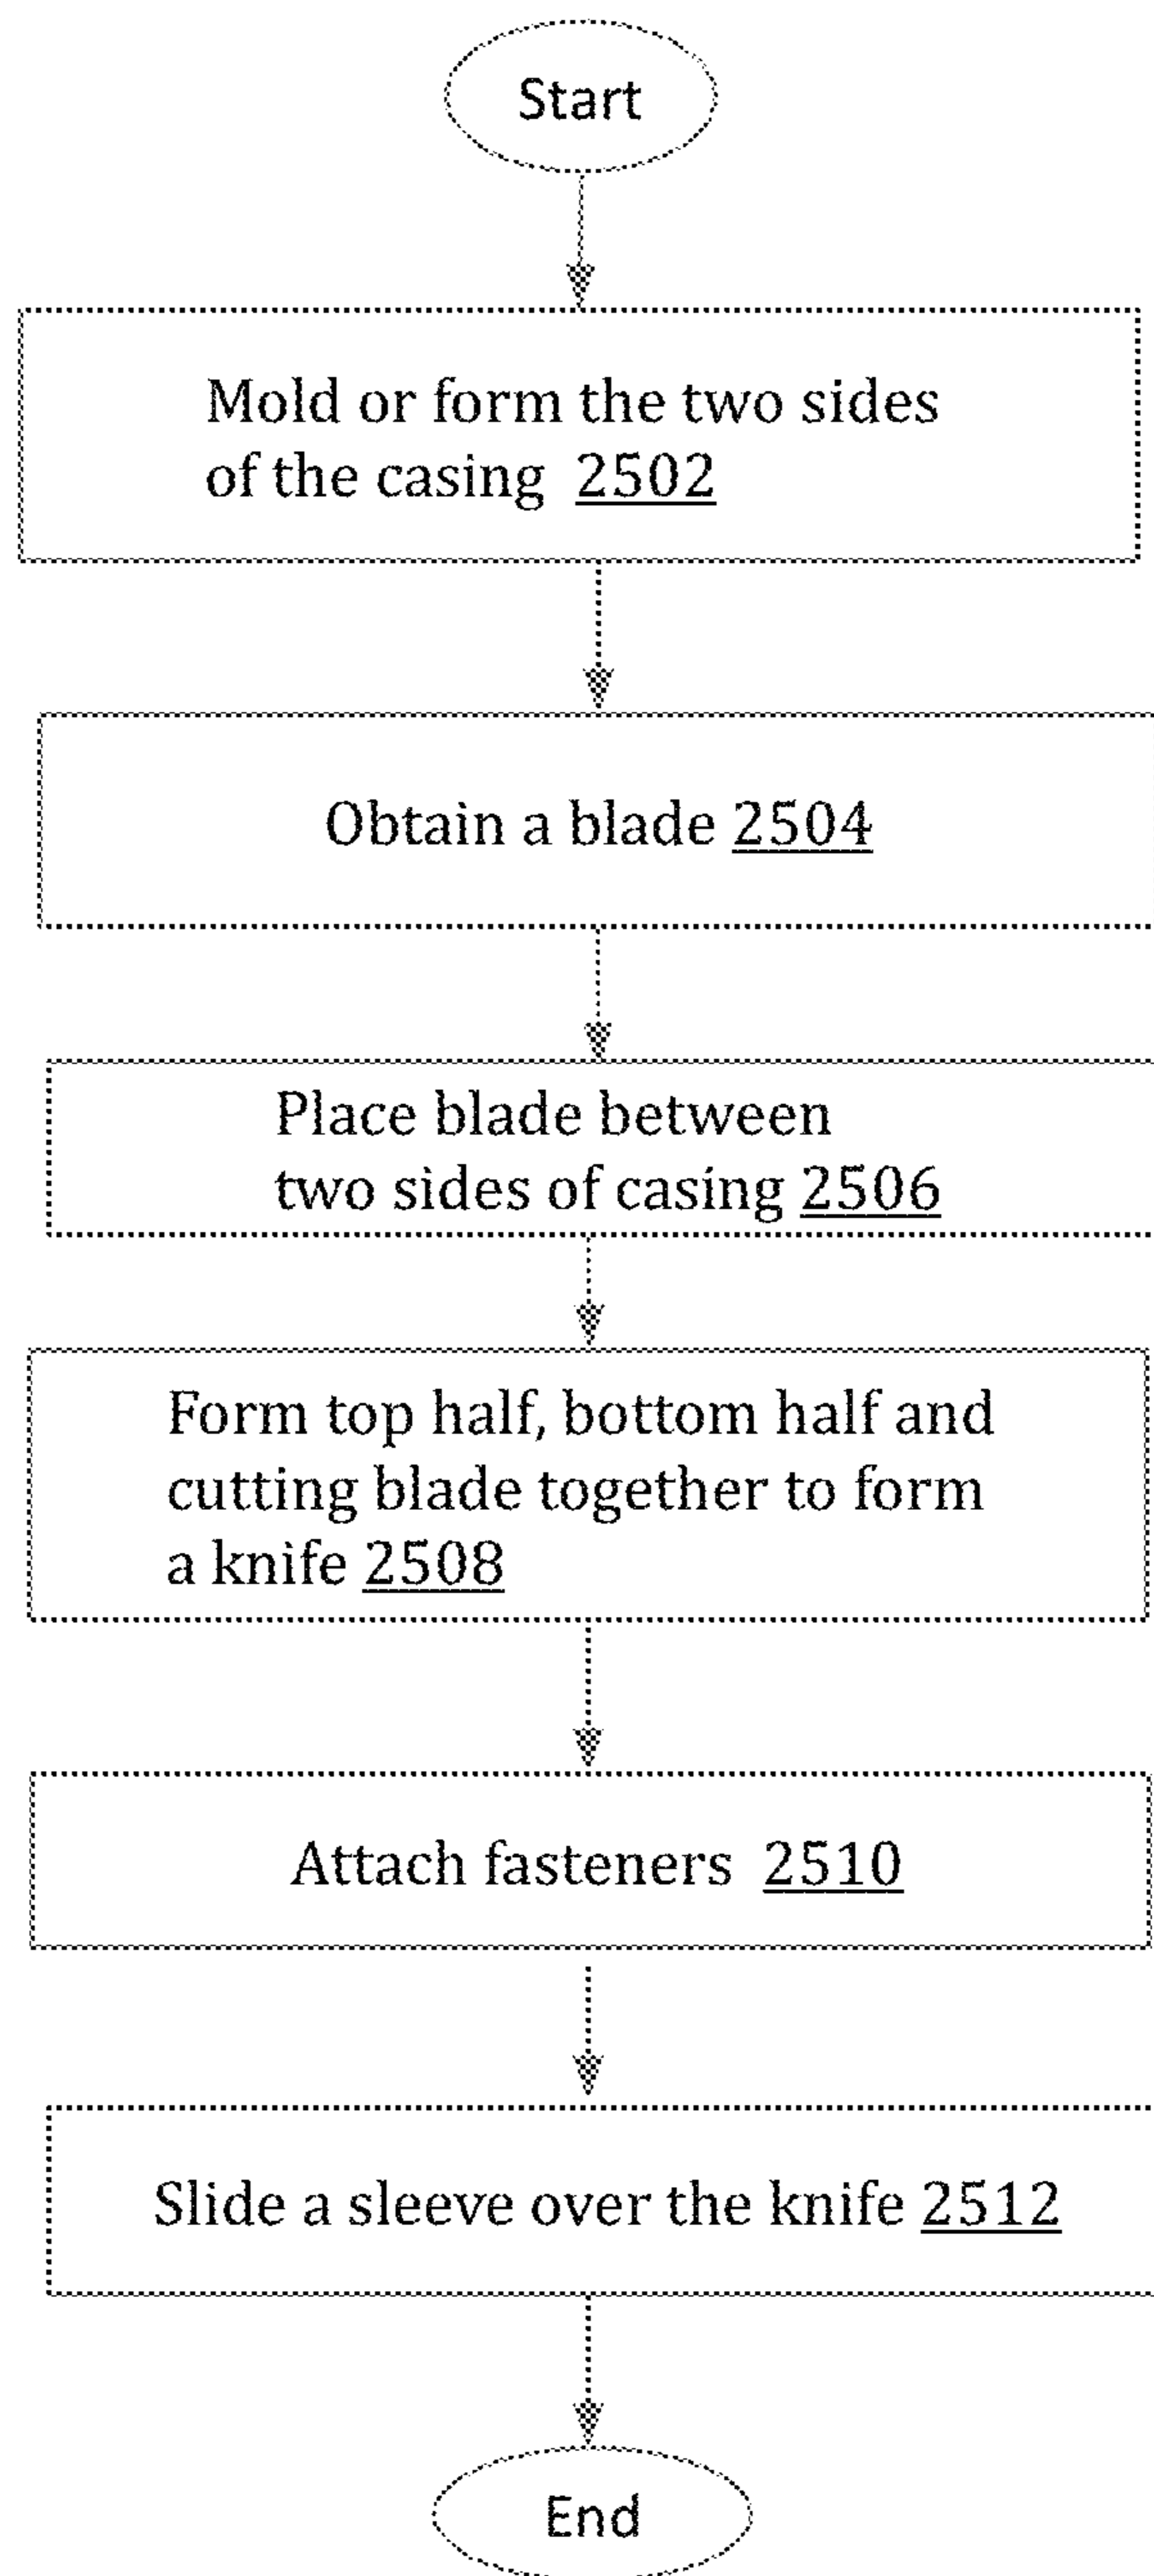 Start
Mold or form the two sides
of the casing 2502
Obtain a blade 2504
Place blade between
two sides of casing 2506
Form top half, bottom half and
cutting blade together to form
a knife 2508
Attach fasteners 2510
Slide a sleeve over the knife 2512
End